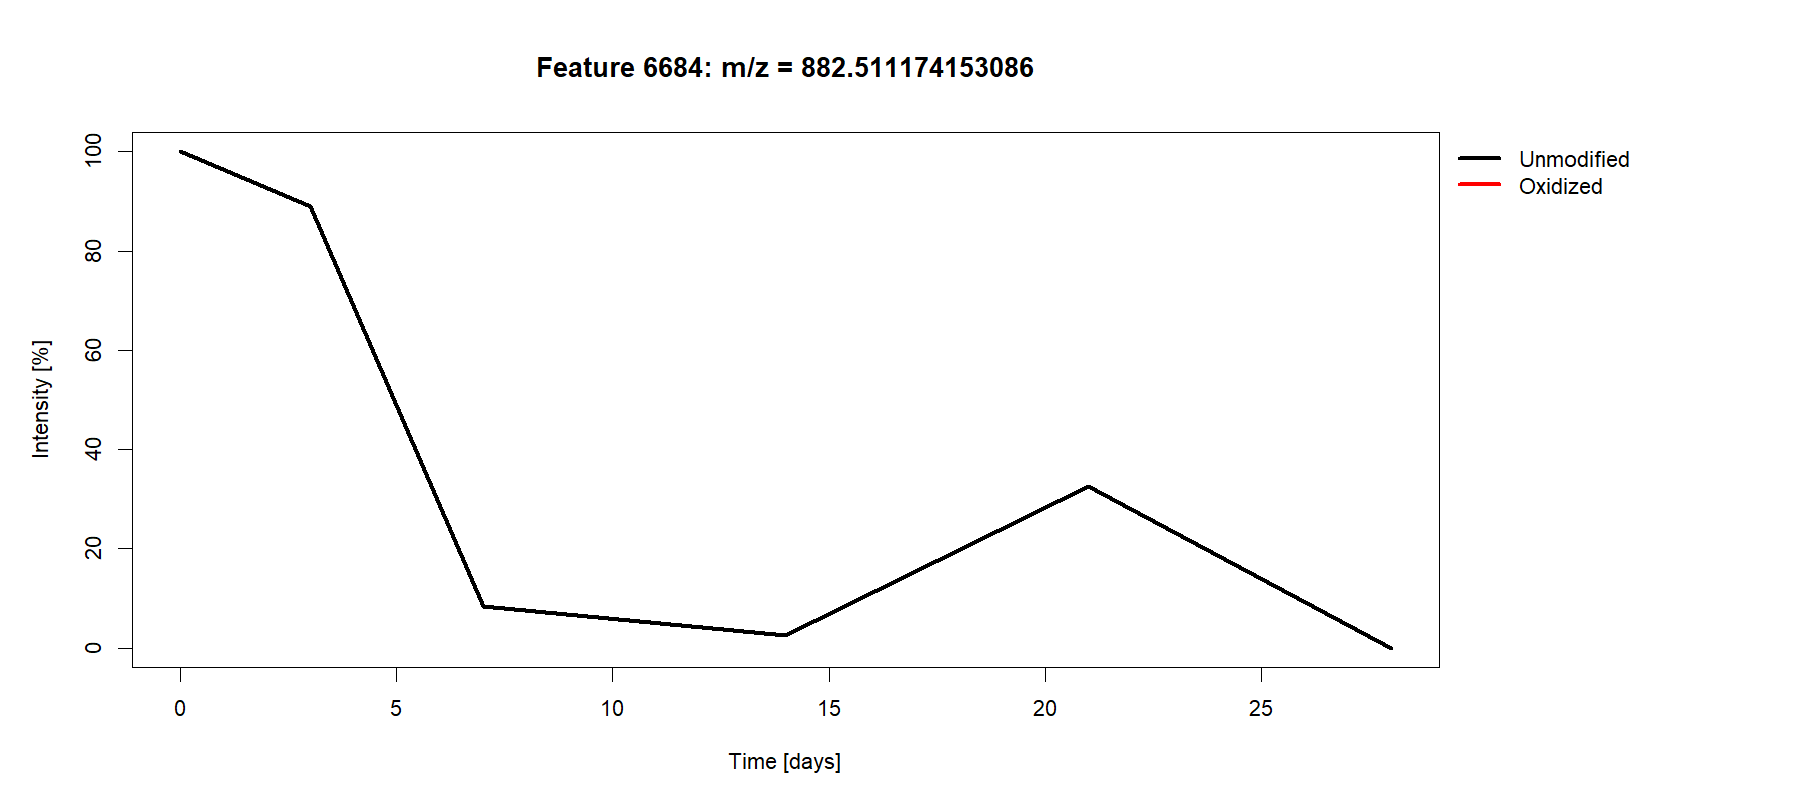 Feature 6684: m/z = 882.511174153086
Unmodified
Oxidized
Intensity [%]
100
80
60
40
20
0
0 5 10 15 20 25
Time [days]